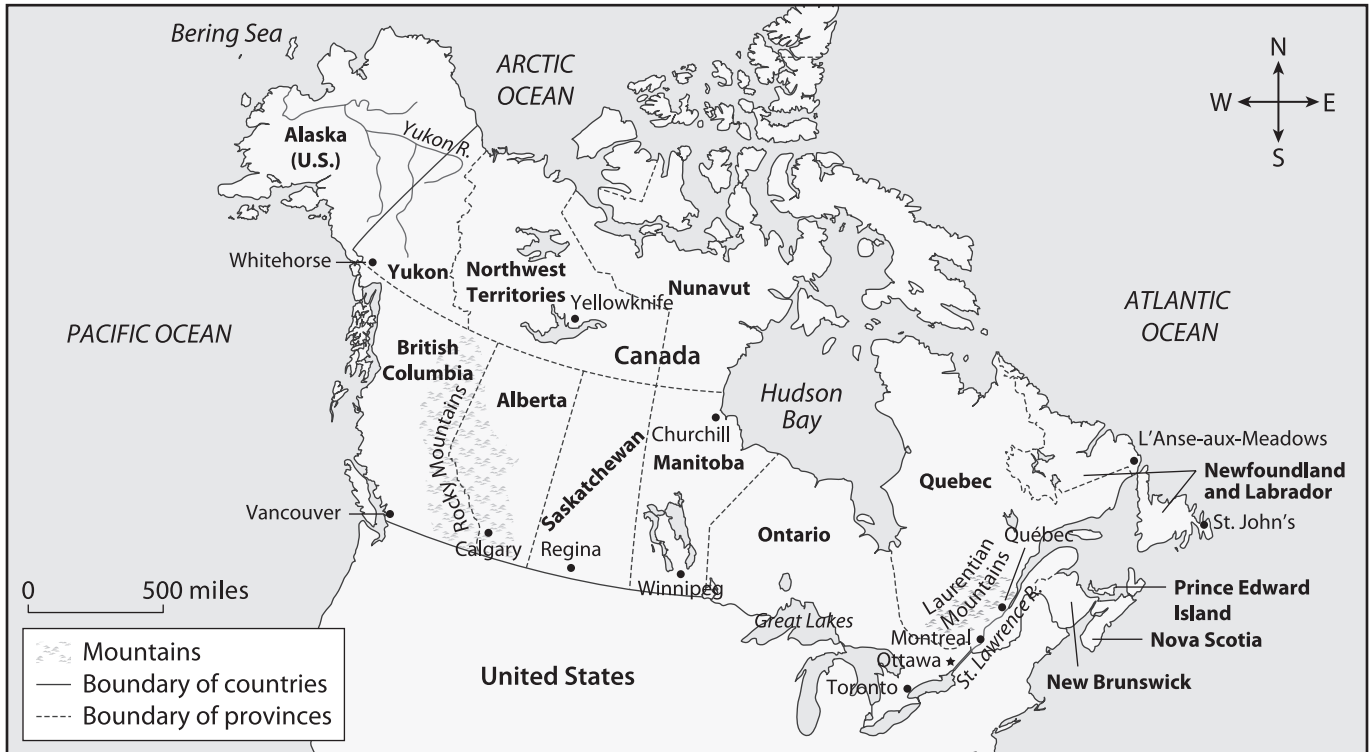 Bering Sea
ARCTIC
OCEAN
N
W
E
S
Alaska
(U.S.)
Yukon R.
Whitehorse
Yukon
Northwest
Territories
Yellowknife
Nunavut
PACIFIC OCEAN
ATLANTIC
OCEAN
British
Columbia
Canada
Alberta
Hudson
Bay
Rocky Mountains
Churchill
Manitoba
Saskatchewan
Quebec
L'Anse-aux-Meadows
Newfoundland
and Labrador
St. John's
Vancouver
Calgary
Regina
Winnipeg
Ontario
Québec
Laurentian
Mountains
0
500 miles
Great Lakes
Prince Edward
Island
Nova Scotia
Montreal
Ottawa
St. Lawrence R.
Toronto
New Brunswick
United States
Mountains
Boundary of countries
Boundary of provinces